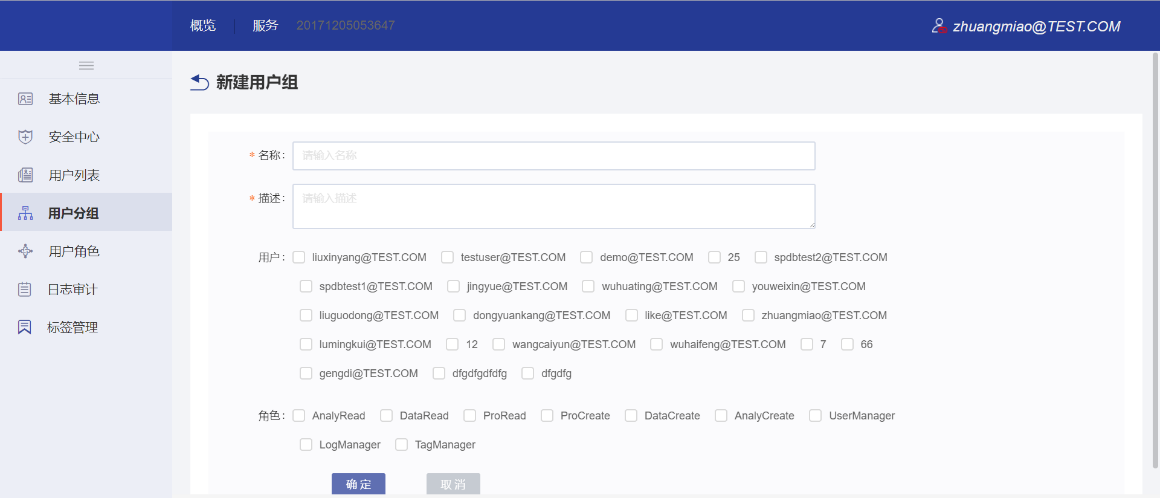 概览 服务 20171205053647 zhuangmiao@TEST.COM
新建用户组
基本信息
安全中心
用户列表
用户分组
用户角色
日志审计
标签管理
* 名称: 请输入名称
* 描述: 请输入描述
用户: liuxinyang@TEST.COM testuser@TEST.COM demo@TEST.COM 25 spdbtest2@TEST.COM
spdbtest1@TEST.COM jingyue@TEST.COM wuhuating@TEST.COM youweixin@TEST.COM
liuguodong@TEST.COM dongyuankang@TEST.COM like@TEST.COM zhuangmiao@TEST.COM
lumingkui@TEST.COM 12 wangcaiyun@TEST.COM wuhaifeng@TEST.COM 7 66
gengdi@TEST.COM dfgdfgdfdfg dfgdfg
角色: AnalyRead DataRead ProRead ProCreate DataCreate AnalyCreate UserManager
LogManager TagManager
确定 取消